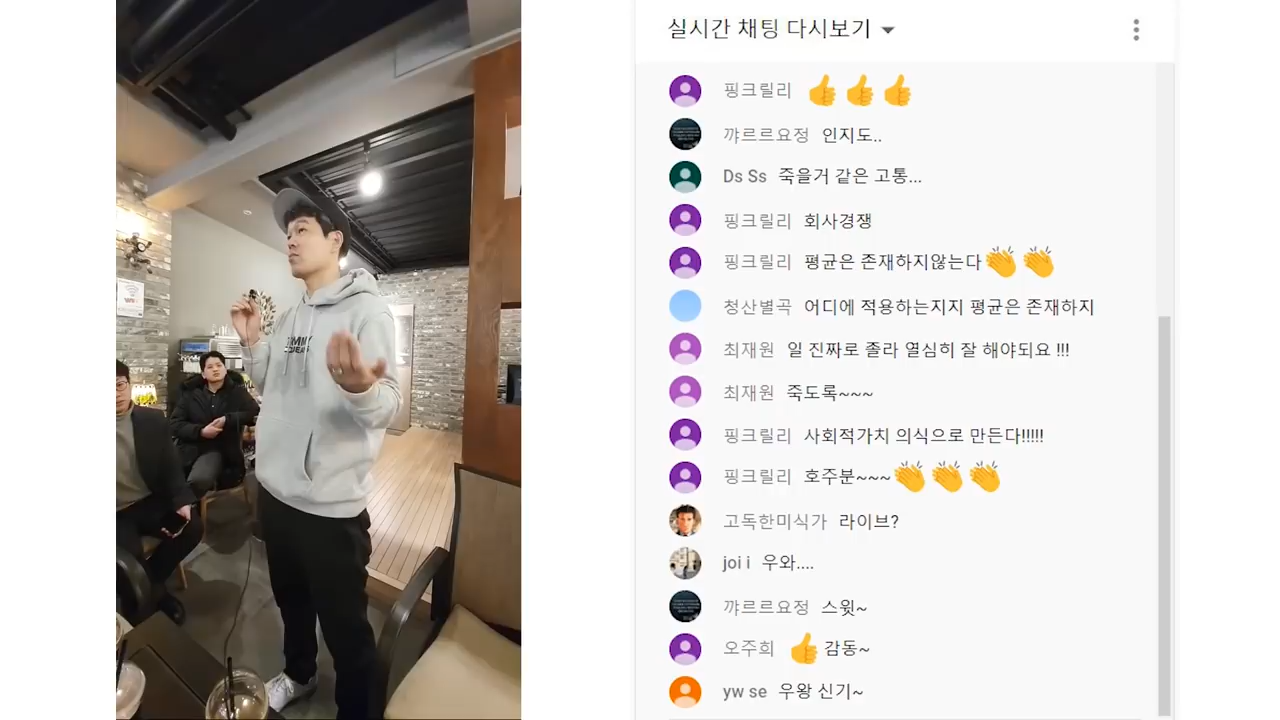 실시간 채팅 다시보기
핑크릴리 👍👍👍
꺄르르요정 인지도..
Ds Ss 죽을거 같은 고통...
핑크릴리 회사경쟁
핑크릴리 평균은 존재하지않는다👏👏
청산별곡 어디에 적용하는지지 평균은 존재하지
최재원 일 진짜로 졸라 열심히 잘 해야되요 !!!
최재원 죽도록~~~
핑크릴리 사회적가치 의식으로 만든다!!!!!
핑크릴리 호주분~~~👏👏👏
고독한미식가 라이브?
joi i 우와....
꺄르르요정 스윗~
오주희 👍감동~
yw se 우왕 신기~